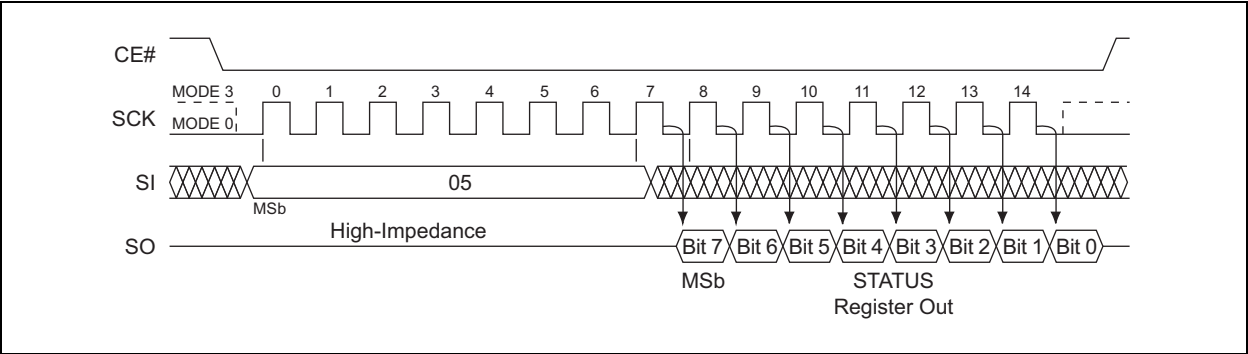 CE#
MODE 3 0 1 2 3 4 5 6 7 8 9 10 11 12 13 14
SCK
MODE 0
SI 05
MSb
High-Impedance
SO Bit 7 Bit 6 Bit 5 Bit 4 Bit 3 Bit 2 Bit 1 Bit 0
MSb STATUS
Register Out